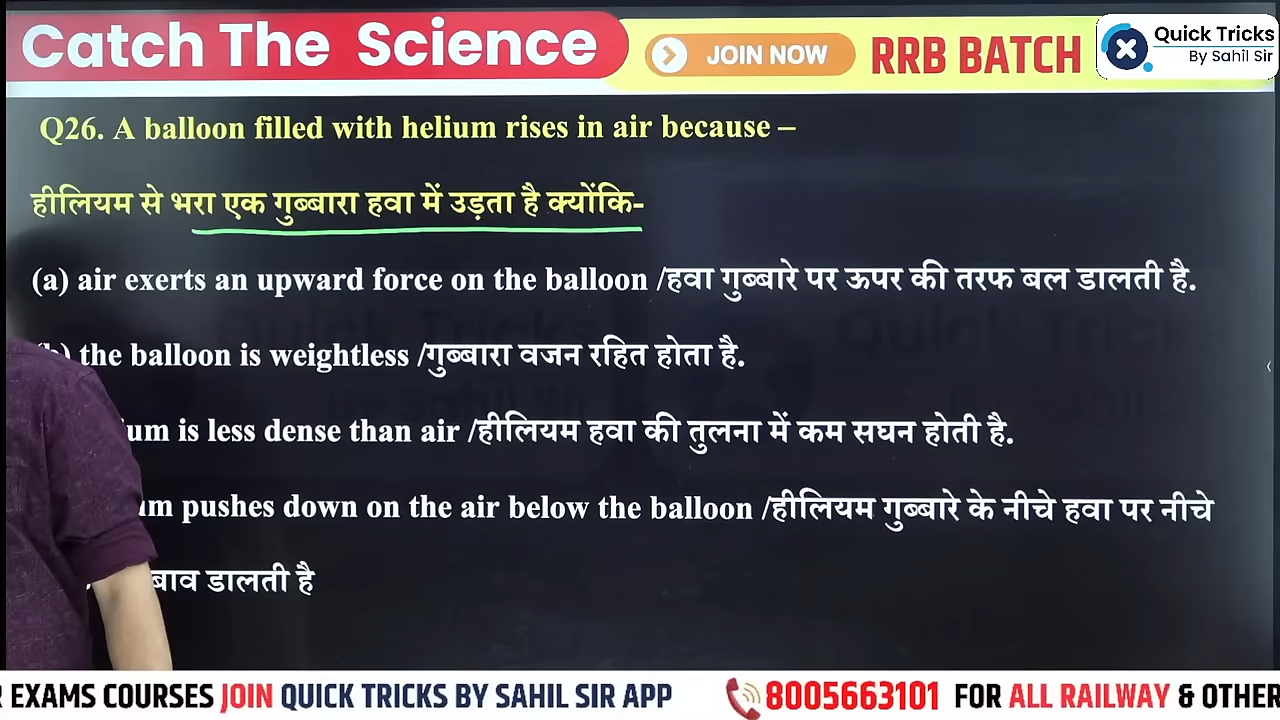 Catch The Science
JOIN NOW
RRB BATCH
Quick Tricks
By Sahil Sir
Q26. A balloon filled with helium rises in air because –
हीलियम से भरा एक गुब्बारा हवा में उड़ता है क्योंकि-
(a) air exerts an upward force on the balloon /हवा गुब्बारे पर ऊपर की तरफ बल डालती है.
the balloon is weightless /गुब्बारा वजन रहित होता है.
is less dense than air /हीलियम हवा की तुलना में कम सघन होती है.
pushes down on the air below the balloon /हीलियम गुब्बारे के नीचे हवा पर नीचे
डालती है
EXAMS COURSES JOIN QUICK TRICKS BY SAHIL SIR APP 8005663101 FOR ALL RAILWAY & OTHER